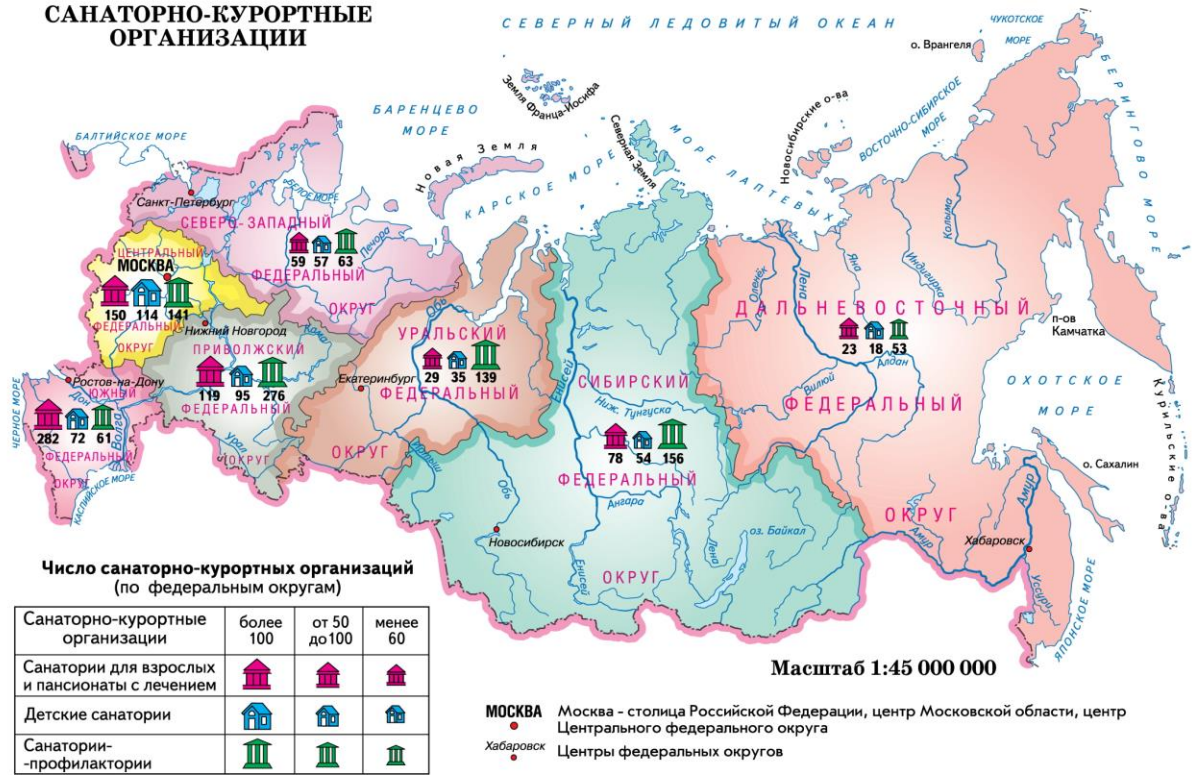 САНАТОРНО-КУРОРТНЫЕ
ОРГАНИЗАЦИИ
СЕВЕРНЫЙ ЛЕДОВИТЫЙ ОКЕАН
ЧУКОТСКОЕ
МОРЕ
о. Врангеля
БЕРИНГОВО МОРЕ
Земля Франца-Иосифа
БАРЕНЦЕВО
МОРЕ
Северная Земля
Новосибирские о-ва
ВОСТОЧНО-СИБИРСКОЕ
МОРЕ
МОРЕ ЛАПТЕВЫХ
БАЛТИЙСКОЕ МОРЕ
Новая Земля
КАРСКОЕ МОРЕ
БЕЛОЕ МОРЕ
Санкт-Петербург
СЕВЕРО-ЗАПАДНЫЙ
59 57 63
ФЕДЕРАЛЬНЫЙ
ОКРУГ
Печора
ЦЕНТРАЛЬНЫЙ
МОСКВА
150 114 141
ФЕДЕРАЛЬНЫЙ
ОКРУГ
Нижний Новгород
Кама
ПРИВОЛЖСКИЙ
119 95 276
ФЕДЕРАЛЬНЫЙ
ОКРУГ
Урал
Обь
УРАЛЬСКИЙ
29 35 139
Екатеринбург
ФЕДЕРАЛЬНЫЙ
ОКРУГ
Иртыш
Ростов-на-Дону
ЮЖНЫЙ
Дон
282 72 61
Волга
ФЕДЕРАЛЬНЫЙ
ОКРУГ
ЧЕРНОЕ МОРЕ
КАСПИЙСКОЕ МОРЕ
Енисей
СИБИРСКИЙ
Ниж. Тунгуска
78 54 156
ФЕДЕРАЛЬНЫЙ
Ангара
Обь
Новосибирск
Енисей
ОКРУГ
Лена
оз. Байкал
Оленёк
Лена
Яна
Индигирка
Колыма
ДАЛЬНЕВОСТОЧНЫЙ
23 18 53
Алдан
Вилюй
ФЕДЕРАЛЬНЫЙ
ОКРУГ
п-ов
Камчатка
ОХОТСКОЕ
МОРЕ
Курильские о-ва
о. Сахалин
Амур
Амур
Хабаровск
Уссури
ЯПОНСКОЕ МОРЕ
Число санаторно-курортных организаций
(по федеральным округам)
Санаторно-курортные
организации
более
100
от 50
до100
менее
60
Санатории для взрослых
и пансионаты с лечением
Детские санатории
Санатории-
-профилактории
Масштаб 1:45 000 000
МОСКВА Москва - столица Российской Федерации, центр Московской области, центр
Центрального федерального округа
Хабаровск Центры федеральных округов